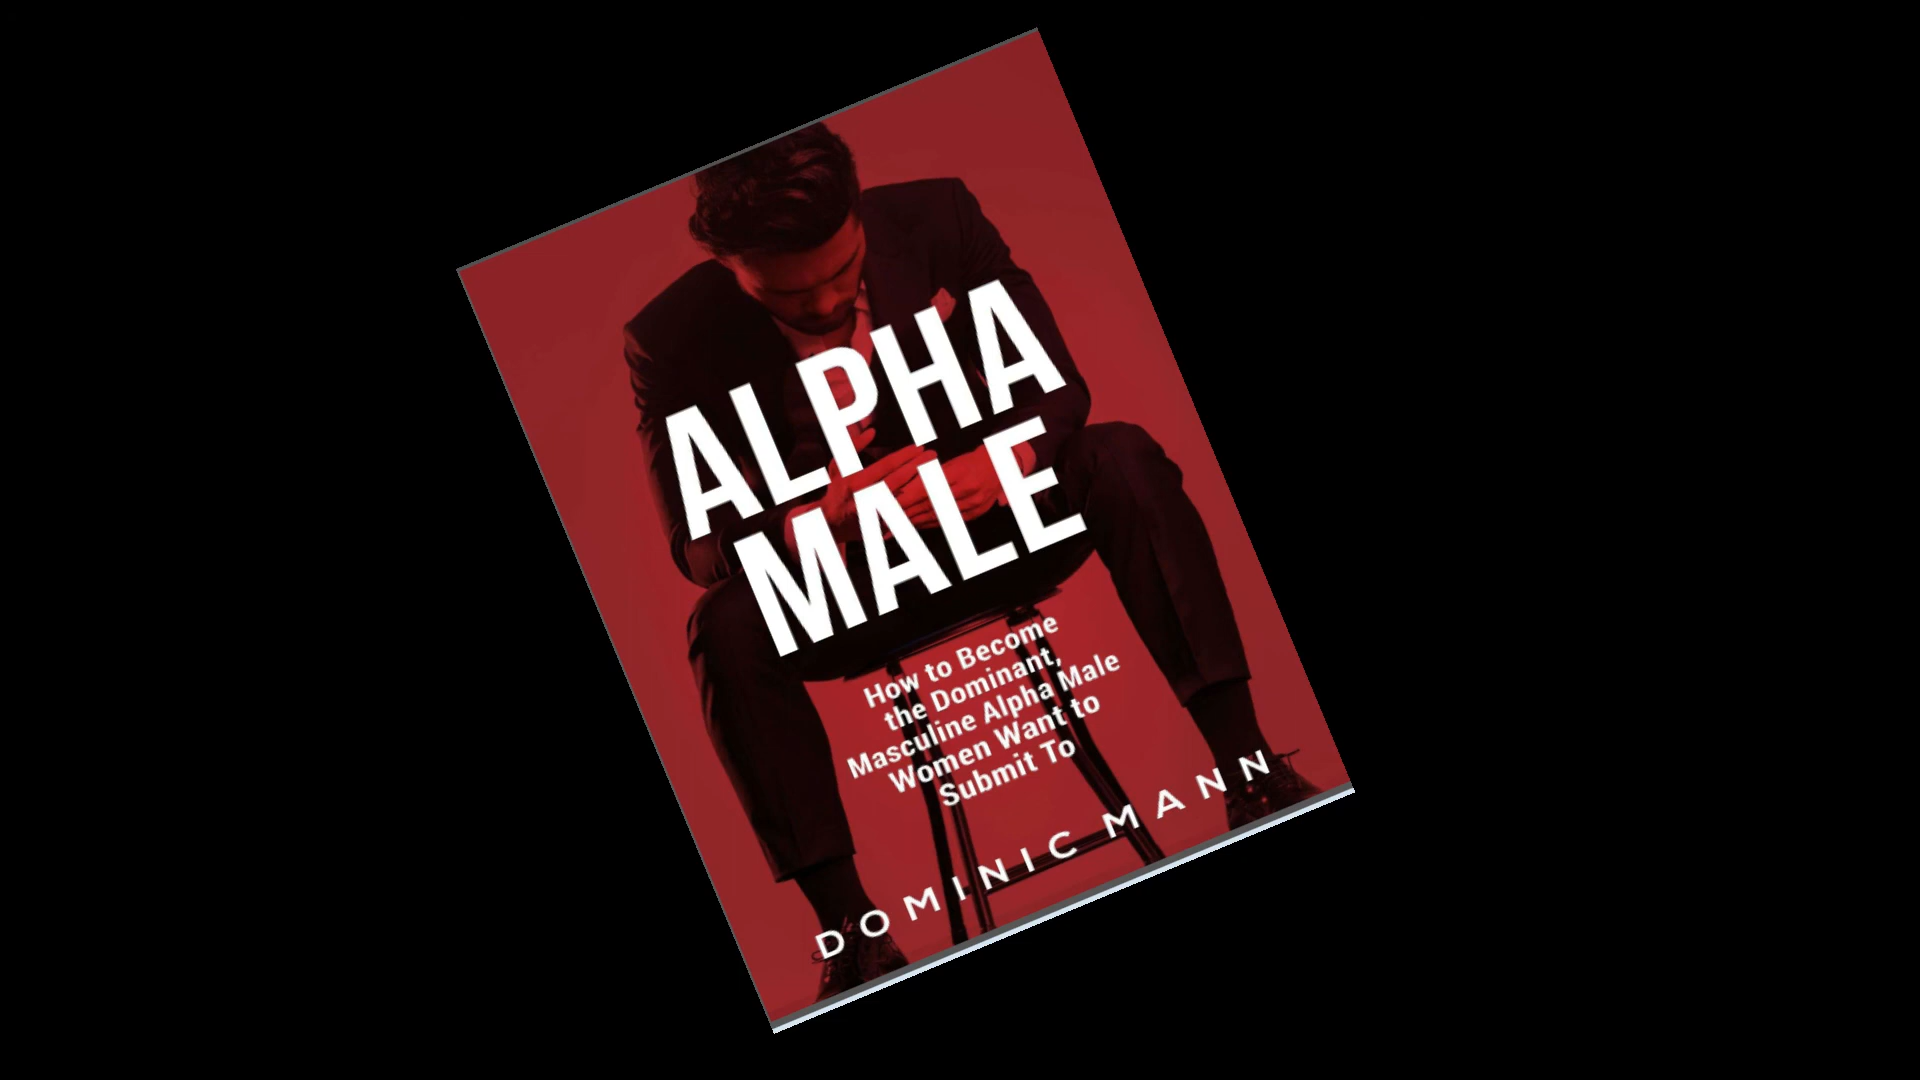 ALPHA
MALE
How to Become
the Dominant,
Masculine Alpha Male
Women Want to
Submit To
DOMINIC MANN